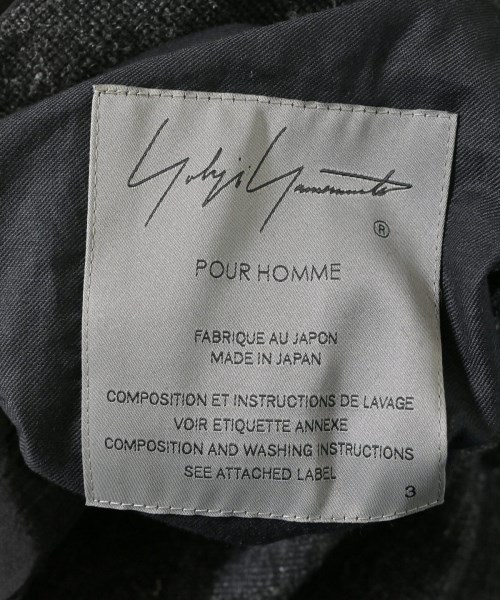 Yohji Yamamoto
®
POUR HOMME
FABRIQUE AU JAPON
MADE IN JAPAN
COMPOSITION ET INSTRUCTIONS DE LAVAGE
VOIR ETIQUETTE ANNEXE
COMPOSITION AND WASHING INSTRUCTIONS
SEE ATTACHED LABEL
3